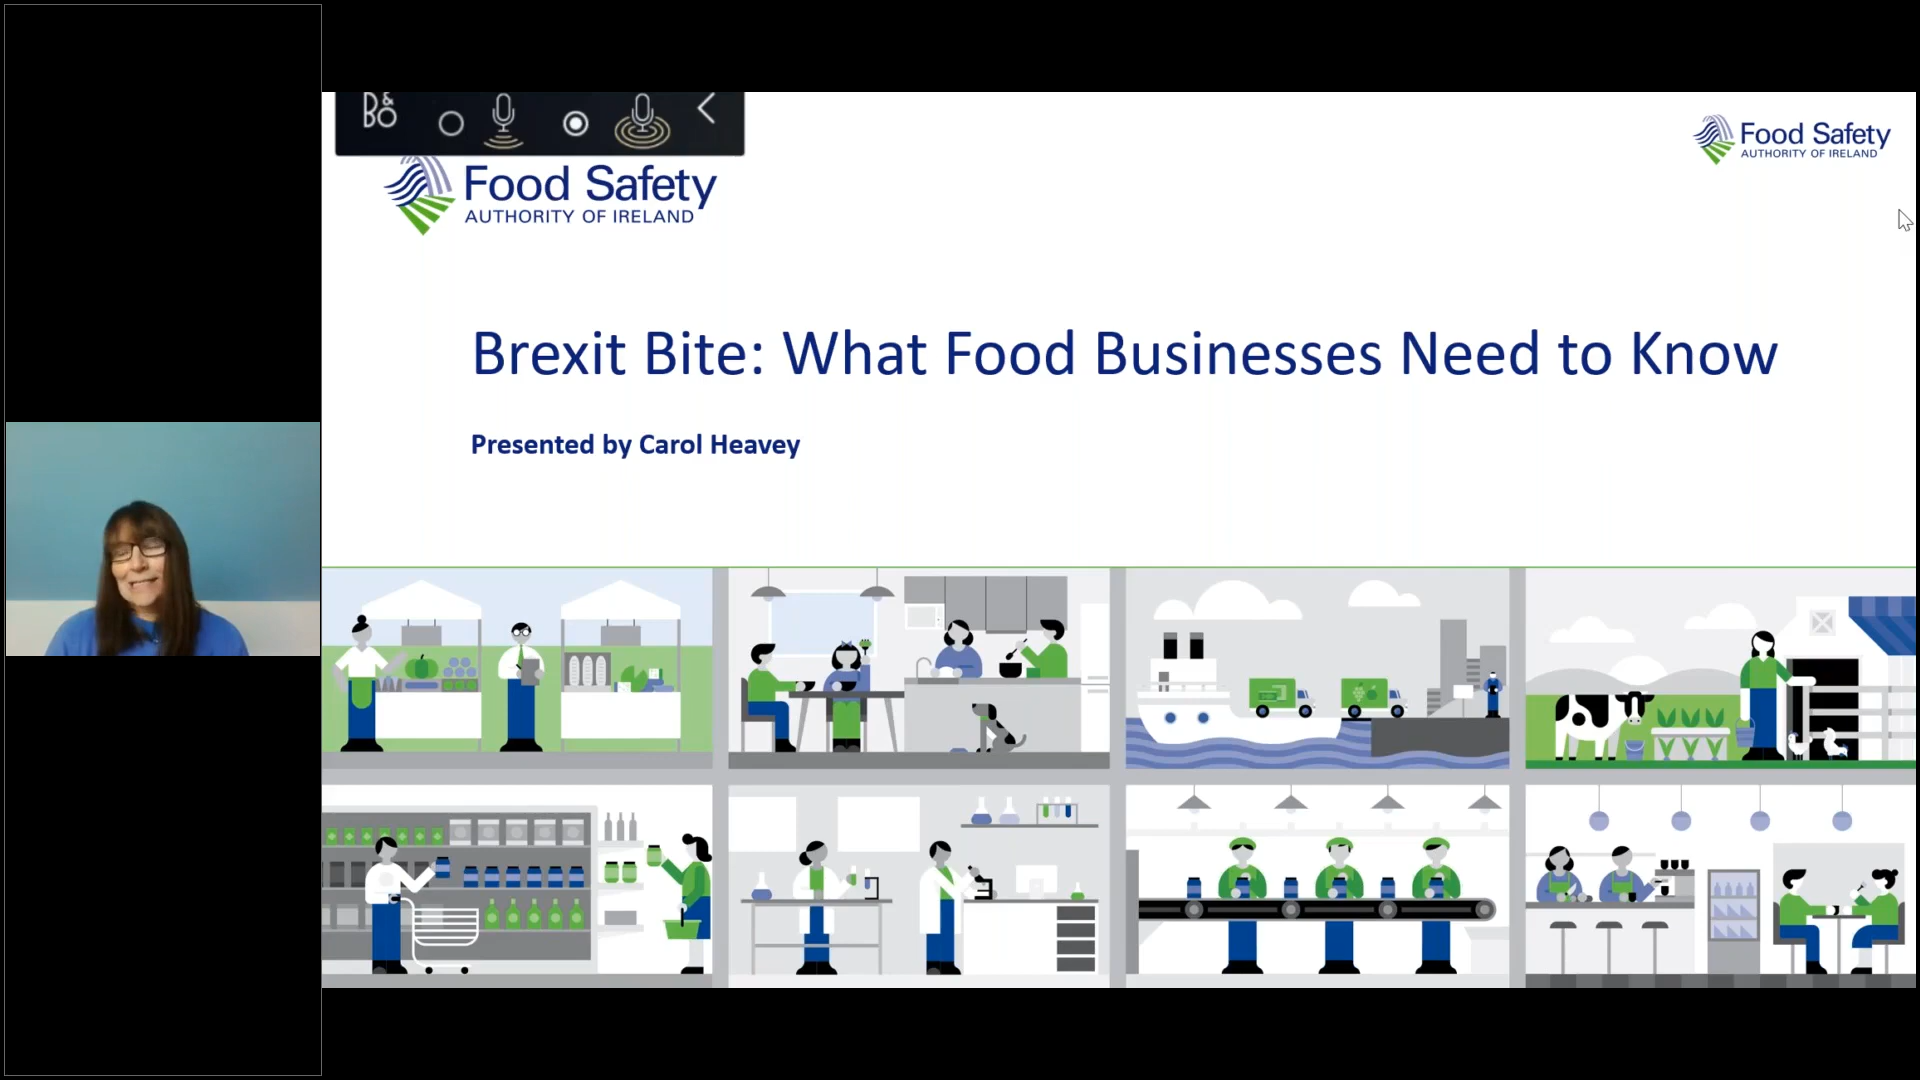 B&O
Food Safety
AUTHORITY OF IRELAND
Food Safety
AUTHORITY OF IRELAND
Brexit Bite: What Food Businesses Need to Know
Presented by Carol Heavey